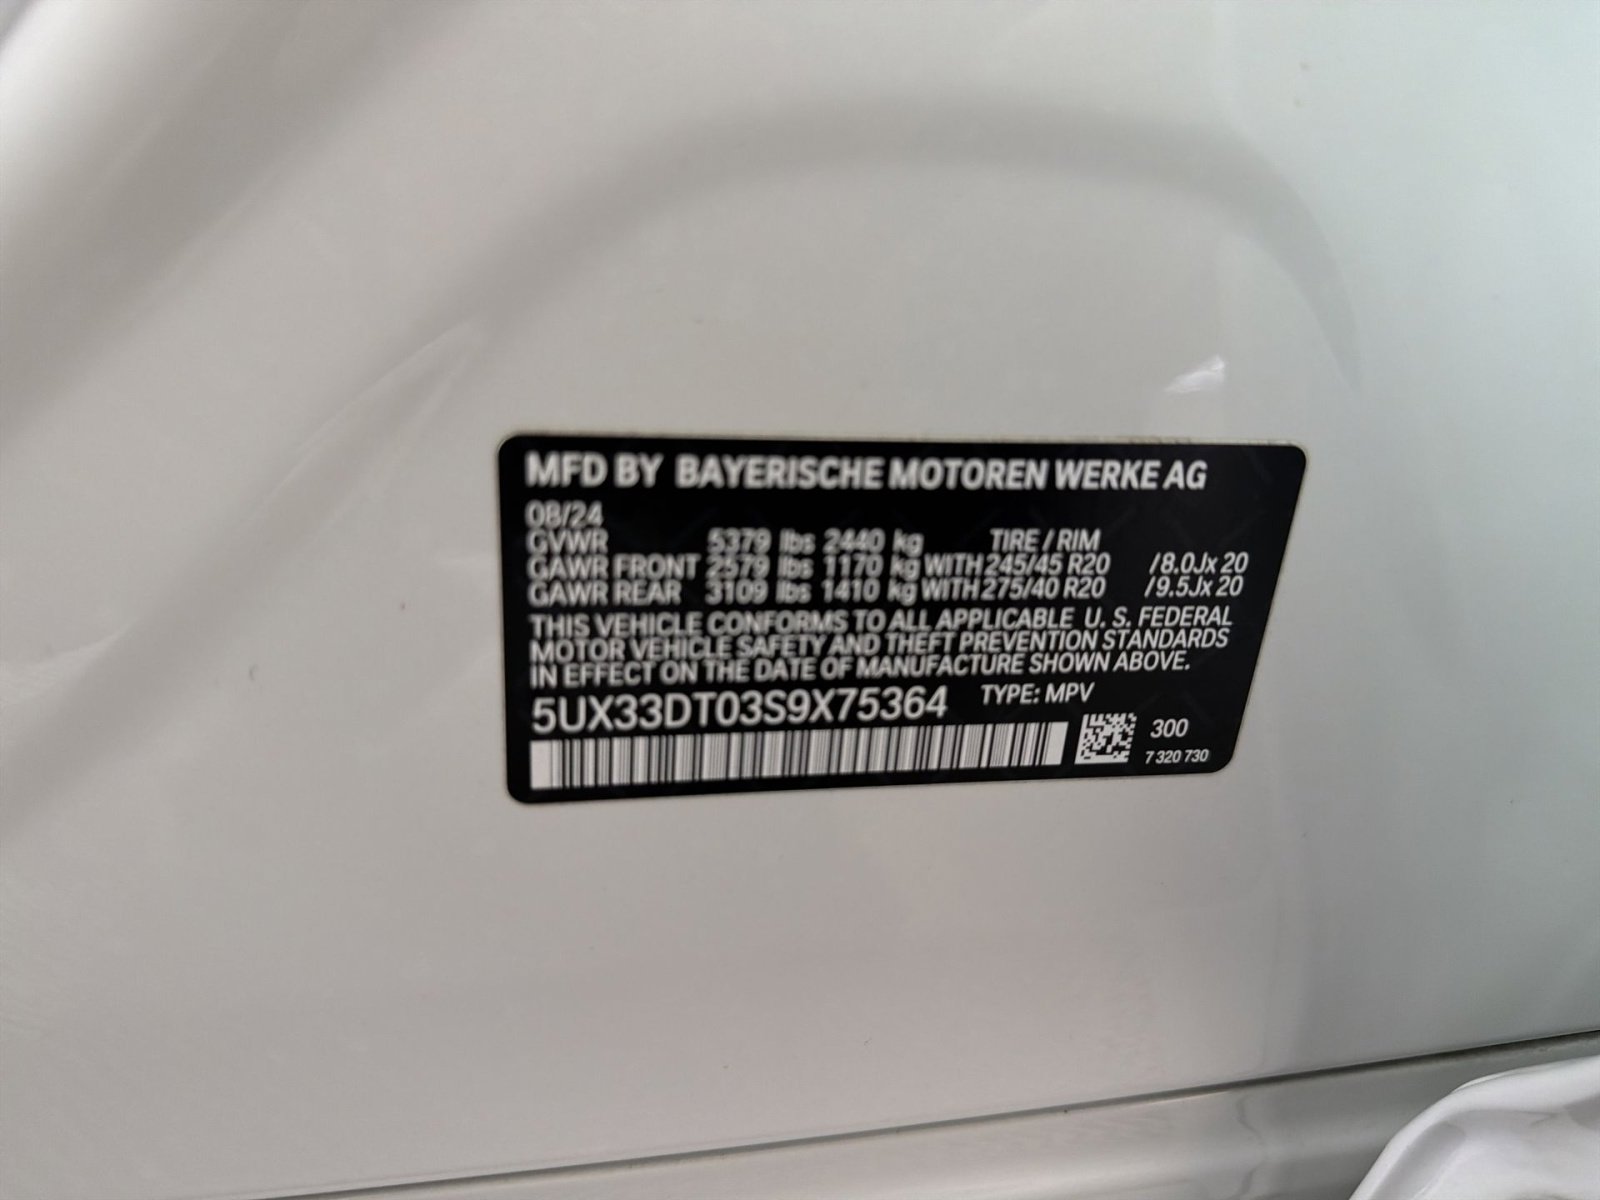 MFD BY BAYERISCHE MOTOREN WERKE AG
08/24
GVWR 5379 lbs 2440 kg TIRE / RIM
GAWR FRONT 2579 lbs 1170 kg WITH 245/45 R20 /8.0Jx 20
GAWR REAR 3109 lbs 1410 kg WITH 275/40 R20 /9.5Jx 20
THIS VEHICLE CONFORMS TO ALL APPLICABLE U. S. FEDERAL
MOTOR VEHICLE SAFETY AND THEFT PREVENTION STANDARDS
IN EFFECT ON THE DATE OF MANUFACTURE SHOWN ABOVE.
5UX33DT03S9X75364 TYPE: MPV
300
7 320 730